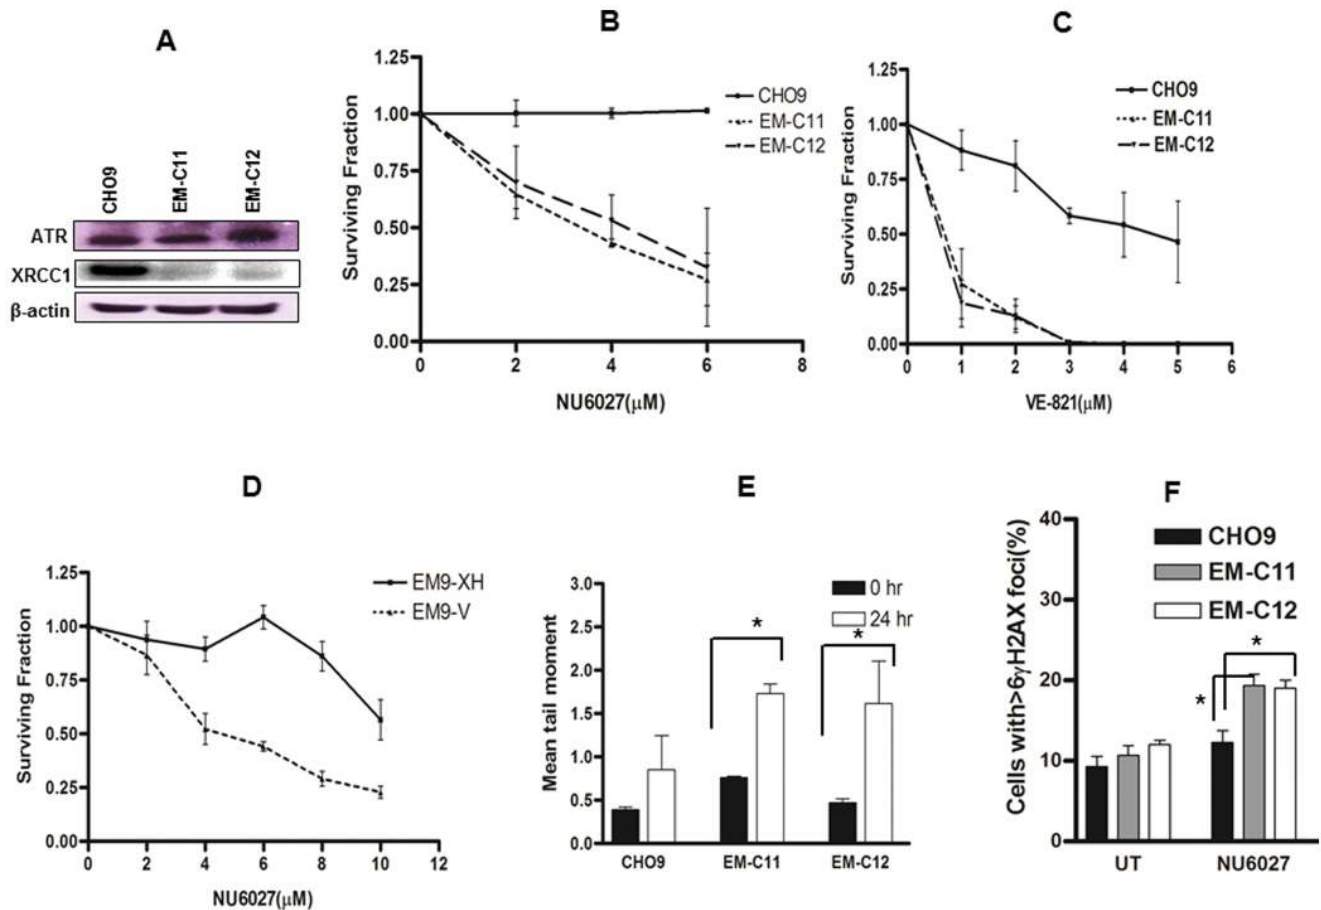 A
CHO9
EM-C11
EM-C12
ATR
XRCC1
β-actin
B
1.25
1.00
0.75
0.50
0.25
0.00
0
2
4
6
8
Surviving Fraction
NU6027(μM)
CHO9
EM-C11
EM-C12
C
1.25
1.00
0.75
0.50
0.25
0.00
0
1
2
3
4
5
6
Surviving Fraction
VE-821(μM)
CHO9
EM-C11
EM-C12
D
1.25
1.00
0.75
0.50
0.25
0.00
0
2
4
6
8
10
12
Surviving Fraction
NU6027(μM)
EM9-XH
EM9-V
E
3.0
2.5
2.0
1.5
1.0
0.5
0.0
Mean tail moment
0 hr
24 hr
*
*
CHO9
EM-C11
EM-C12
F
40
30
20
10
0
Cells with>6γH2AX foci(%)
CHO9
EM-C11
EM-C12
*
*
UT
NU6027